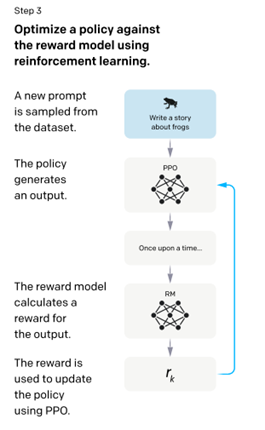 Step 3
Optimize a policy against
the reward model using
reinforcement learning.
A new prompt
is sampled from
the dataset.
Write a story
about frogs
The policy
generates
an output.
PPO
Once upon a time...
The reward model
calculates a
reward for
the output.
RM
The reward is
used to update
the policy
using PPO.
rₖ